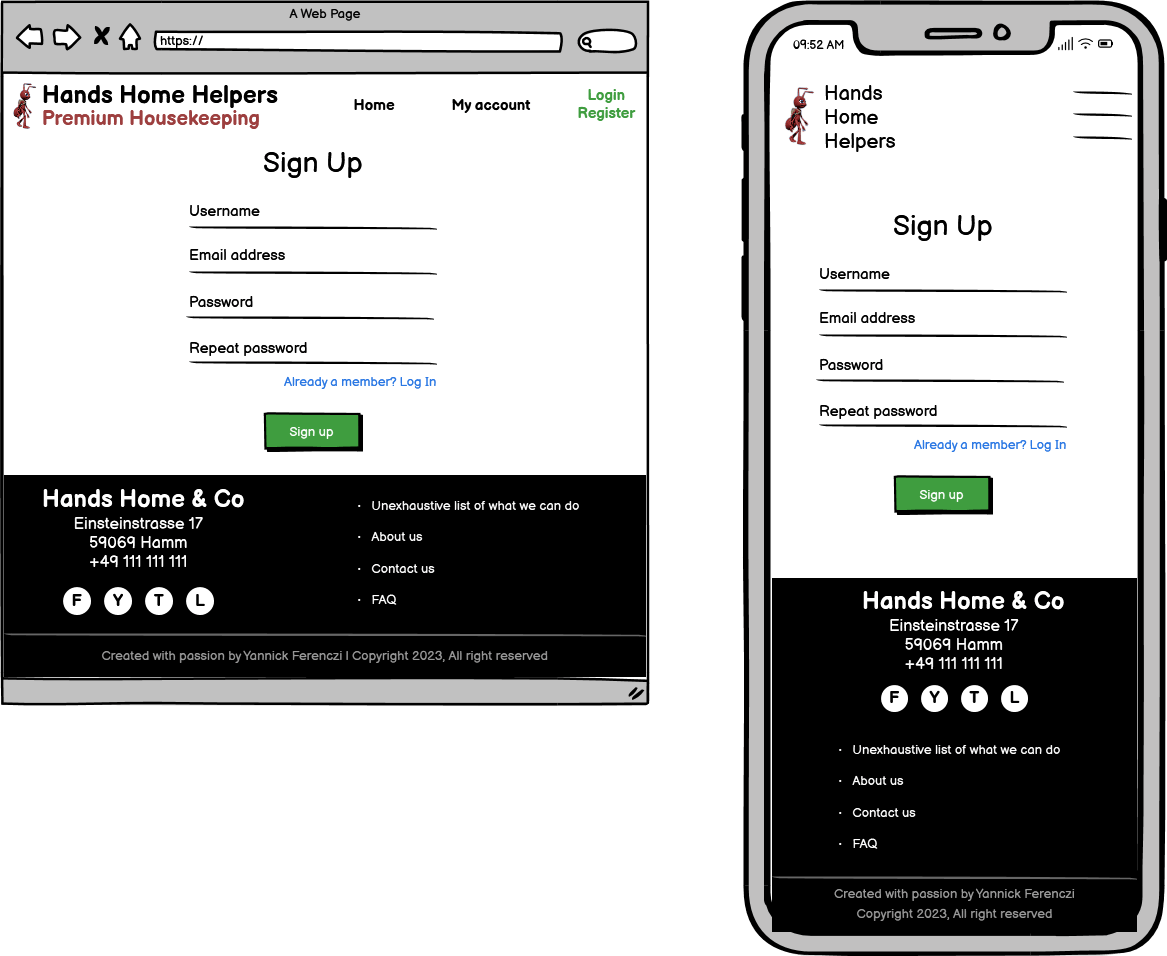 A Web Page
https://
Hands Home Helpers
Premium Housekeeping
Home
My account
Login
Register
Sign Up
Username
Email address
Password
Repeat password
Already a member? Log In
Sign up
Hands Home & Co
Einsteinstrasse 17
59069 Hamm
+49 111 111 111
F Y T L
· Unexhaustive list of what we can do
· About us
· Contact us
· FAQ
Created with passion by Yannick Ferenczi | Copyright 2023, All right reserved
09:52 AM
Hands
Home
Helpers
Sign Up
Username
Email address
Password
Repeat password
Already a member? Log In
Sign up
Hands Home & Co
Einsteinstrasse 17
59069 Hamm
+49 111 111 111
F Y T L
· Unexhaustive list of what we can do
· About us
· Contact us
· FAQ
Created with passion by Yannick Ferenczi
Copyright 2023, All right reserved